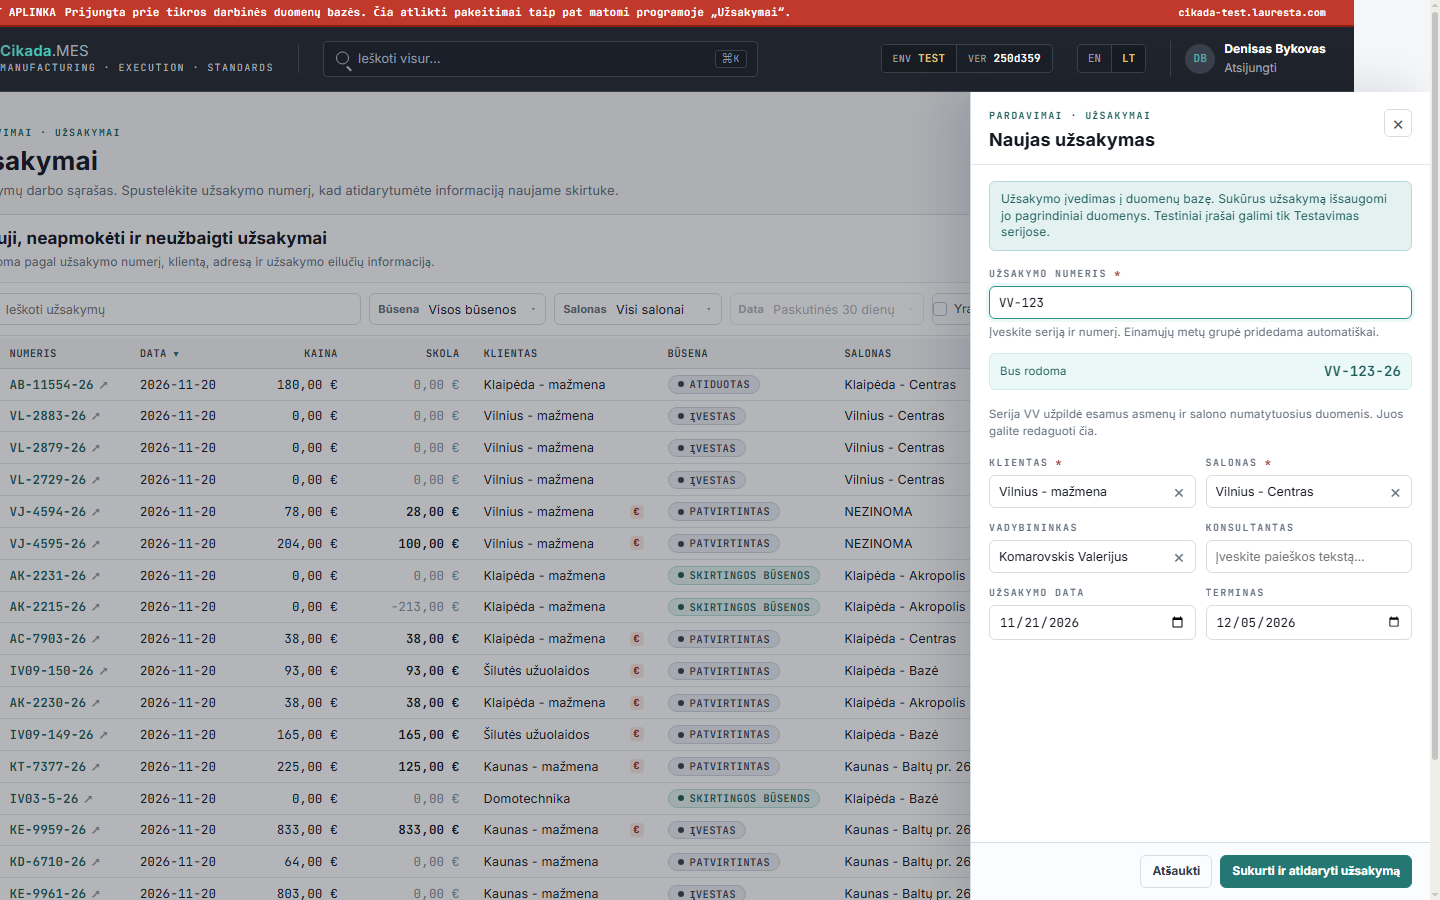 APLINKA Prijungta prie tikros darbinės duomenų bazės. Čia atlikti pakeitimai taip pat matomi programoje „Užsakymai“. cikada-test.lauresta.com
Cikada.MES
MANUFACTURING · EXECUTION · STANDARDS
Ieškoti visur...
⌘K
ENV TEST VER 250d359
EN LT
DB
Denisas Bykovas
Atsijungti
UŽSAKYMAI
darbo sąrašas. Spustelėkite užsakymo numerį, kad atidarytumėte informaciją naujame skirtuke.
neapmokėti ir neužbaigti užsakymai
pagal užsakymo numerį, klientą, adresą ir užsakymo eilučių informaciją.
Ieškoti užsakymų Būsena Visos būsenos Salonas Visi salonai Data Paskutinės 30 dienų
NUMERIS DATA ▼ KAINA SKOLA KLIENTAS BŪSENA SALONAS
AB-11554-26 ↗ 2026-11-20 180,00 € 0,00 € Klaipėda - mažmena ATIDUOTAS Klaipėda - Centras
VL-2883-26 ↗ 2026-11-20 0,00 € 0,00 € Vilnius - mažmena ĮVESTAS Vilnius - Centras
VL-2879-26 ↗ 2026-11-20 0,00 € 0,00 € Vilnius - mažmena ĮVESTAS Vilnius - Centras
VL-2729-26 ↗ 2026-11-20 0,00 € 0,00 € Vilnius - mažmena ĮVESTAS Vilnius - Centras
VJ-4594-26 ↗ 2026-11-20 78,00 € 28,00 € Vilnius - mažmena € PATVIRTINTAS NEZINOMA
VJ-4595-26 ↗ 2026-11-20 204,00 € 100,00 € Vilnius - mažmena € PATVIRTINTAS NEZINOMA
AK-2231-26 ↗ 2026-11-20 0,00 € 0,00 € Klaipėda - mažmena SKIRTINGOS BŪSENOS Klaipėda - Akropolis
AK-2215-26 ↗ 2026-11-20 0,00 € -213,00 € Klaipėda - mažmena SKIRTINGOS BŪSENOS Klaipėda - Akropolis
AC-7903-26 ↗ 2026-11-20 38,00 € 38,00 € Klaipėda - mažmena € PATVIRTINTAS Klaipėda - Centras
IV09-150-26 ↗ 2026-11-20 93,00 € 93,00 € Šilutės užuolaidos € PATVIRTINTAS Klaipėda - Bazė
AK-2230-26 ↗ 2026-11-20 38,00 € 38,00 € Klaipėda - mažmena € PATVIRTINTAS Klaipėda - Akropolis
IV09-149-26 ↗ 2026-11-20 165,00 € 165,00 € Šilutės užuolaidos € PATVIRTINTAS Klaipėda - Bazė
KT-7377-26 ↗ 2026-11-20 225,00 € 125,00 € Kaunas - mažmena € PATVIRTINTAS Kaunas - Baltų pr. 26
IV03-5-26 ↗ 2026-11-20 0,00 € 0,00 € Domotechnika SKIRTINGOS BŪSENOS Klaipėda - Bazė
KE-9959-26 ↗ 2026-11-20 833,00 € 833,00 € Kaunas - mažmena € ĮVESTAS Kaunas - Baltų pr. 26
KD-6710-26 ↗ 2026-11-20 64,00 € 0,00 € Kaunas - mažmena PATVIRTINTAS Kaunas - Baltų pr. 26
KE-9961-26 ↗ 2026-11-20 803,00 € 0,00 € Kaunas - mažmena ĮVESTAS Kaunas - Baltų pr. 26
PARDAVIMAI · UŽSAKYMAI
Naujas užsakymas
×
Užsakymo įvedimas į duomenų bazę. Sukūrus užsakymą išsaugomi
jo pagrindiniai duomenys. Testiniai įrašai galimi tik Testavimas
serijose.
UŽSAKYMO NUMERIS *
VV-123
Įveskite seriją ir numerį. Einamųjų metų grupė pridedama automatiškai.
Bus rodoma VV-123-26
Serija VV užpildė esamus asmenų ir salono numatytuosius duomenis. Juos
galite redaguoti čia.
KLIENTAS * SALONAS *
Vilnius - mažmena × Vilnius - Centras ×
VADYBININKAS KONSULTANTAS
Komarovskis Valerijus × Įveskite paieškos tekstą...
UŽSAKYMO DATA TERMINAS
11/21/2026 12/05/2026
Atšaukti Sukurti ir atidaryti užsakymą